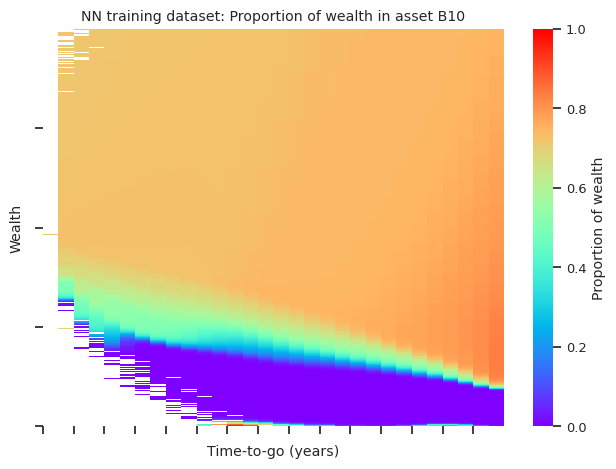 NN training dataset: Proportion of wealth in asset B10
Wealth
Time-to-go (years)
1.0
0.8
0.6
0.4
0.2
0.0
Proportion of wealth